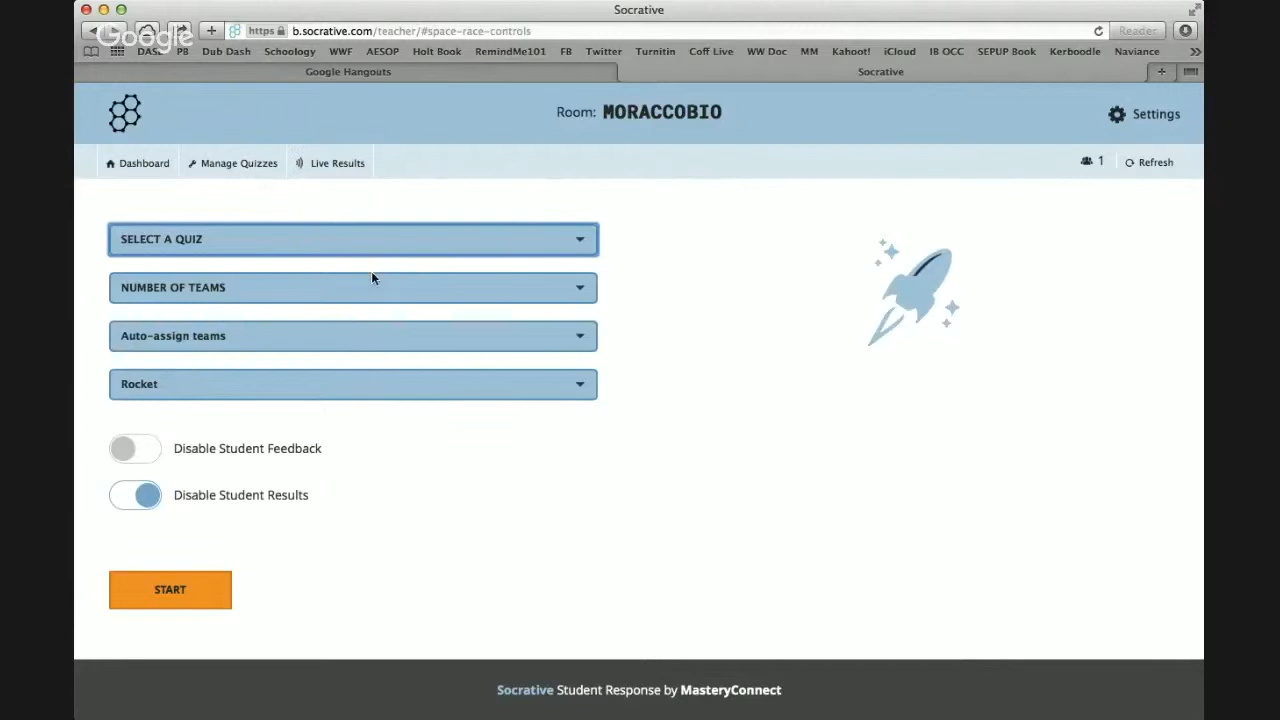 Socrative
Google
https b.socrative.com/teacher/#space-race-controls
Reader
DASL PB Dub Dash Schoology WWF AESOP Holt Book RemindMe101 FB Twitter Turnitin Coff Live WW Doc MM Kahoot! iCloud IB OCC SEPUP Book Kerboodle Naviance
Google Hangouts
Socrative
Room: MORACCOBIO
Settings
Dashboard
Manage Quizzes
Live Results
1
Refresh
SELECT A QUIZ
NUMBER OF TEAMS
Auto-assign teams
Rocket
Disable Student Feedback
Disable Student Results
START
Socrative Student Response by MasteryConnect